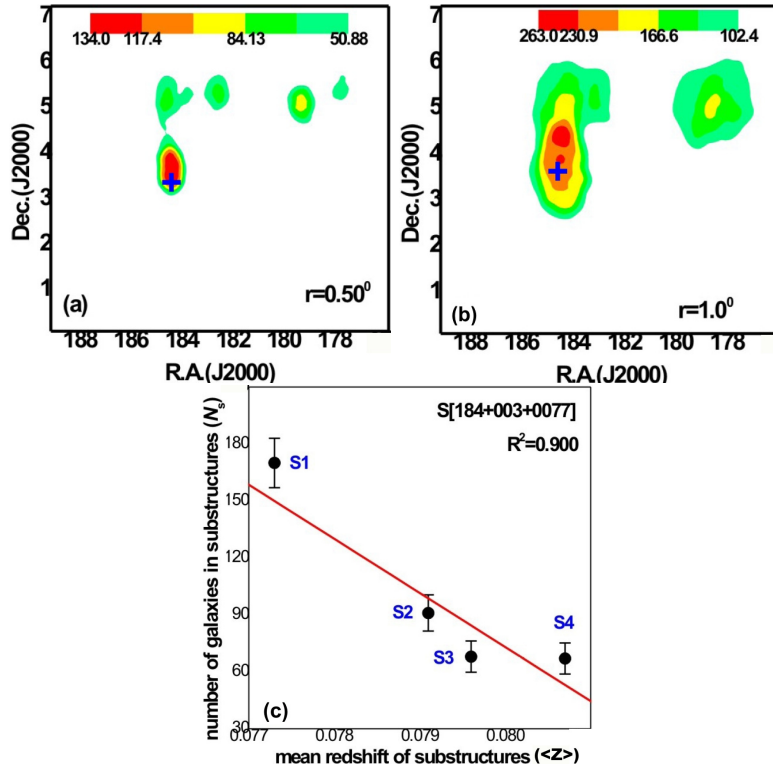 7
6
5
4
3
2
1
Dec.(J2000)
134.0 117.4 84.13 50.88
(a)
r=0.50⁰
188 186 184 182 180 178
R.A.(J2000)
7
6
5
4
3
2
1
Dec.(J2000)
263.0 230.9 166.6 102.4
(b)
r=1.0⁰
188 186 184 182 180 178
R.A.(J2000)
number of galaxies in substructures (Nₛ)
180
150
120
90
60
30
S[184+003+0077]
R²=0.900
S1
S2
S3
S4
(c)
0.077 0.078 0.079 0.080
mean redshift of substructures (<Z>)